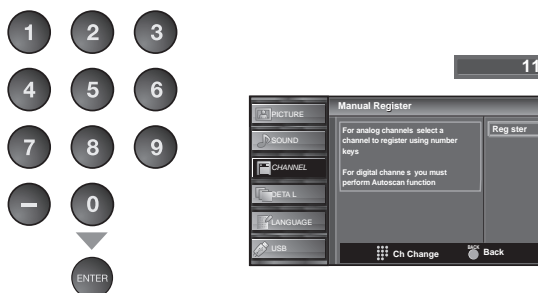 1 2 3
4 5 6
7 8 9
0
ENTER
11
Manual Register
PICTURE
SOUND
CHANNEL
DETA L
LANGUAGE
USB
For analog channels select a
channel to register using number
keys
For digital channe s you must
perform Autoscan function
Reg ster
Ch Change
BACK
Back